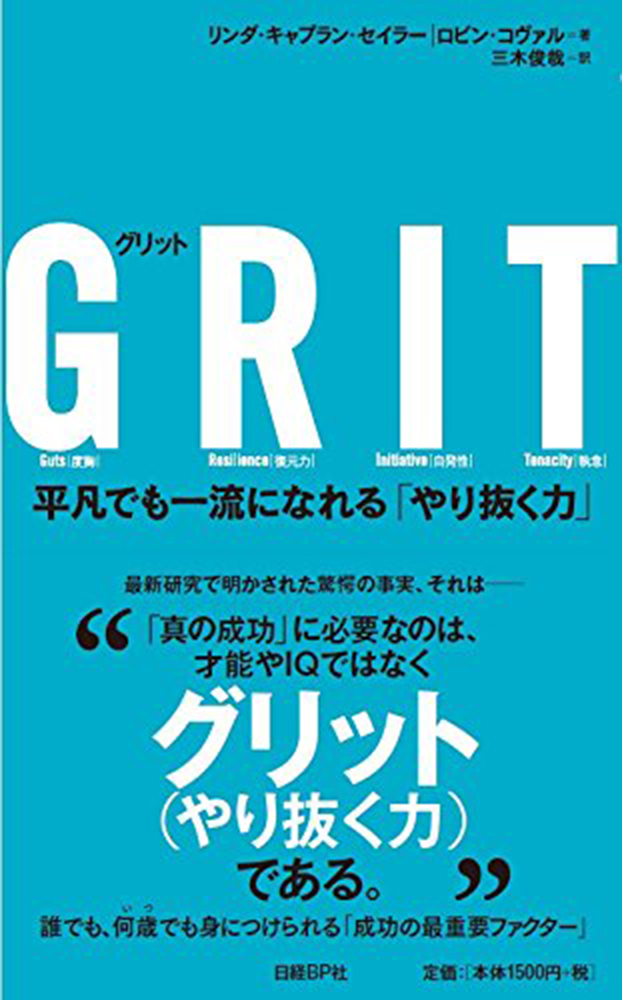 リンダ・キャプラン・セイラー|ロビン・コヴァル=著
三木俊哉=訳
グリット
GRIT
Guts[度胸]
Resilience[復元力]
Initiative[自発性]
Tenacity[執念]
平凡でも一流になれる「やり抜く力」
最新研究で明かされた驚愕の事実、それは——
“「真の成功」に必要なのは、
才能やIQではなく
グリット
(やり抜く力)
である。”
いつ
誰でも、何歳でも身につけられる「成功の最重要ファクター」
日経BP社 定価:[本体1500円+税]